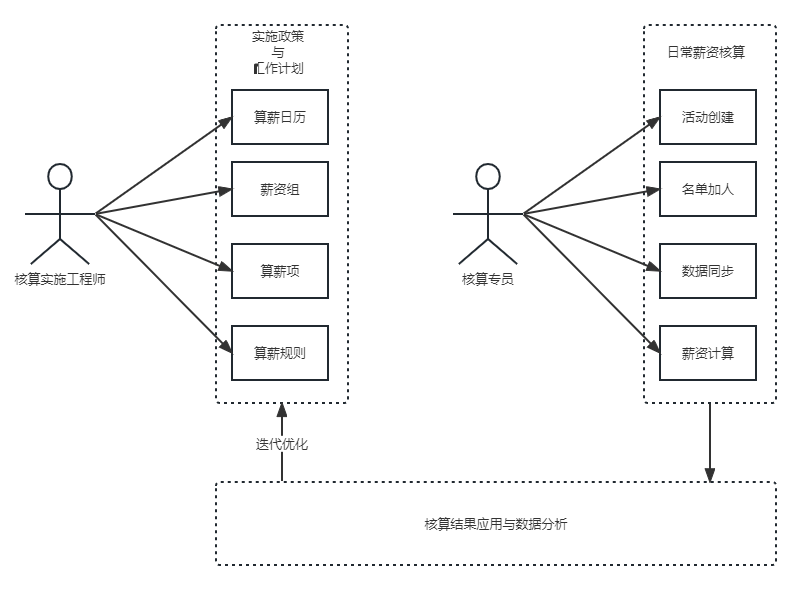 实施政策
与
工作计划
算薪日历
薪资组
算薪项
算薪规则
核算实施工程师
日常薪资核算
活动创建
名单加人
数据同步
薪资计算
核算专员
迭代优化
核算结果应用与数据分析